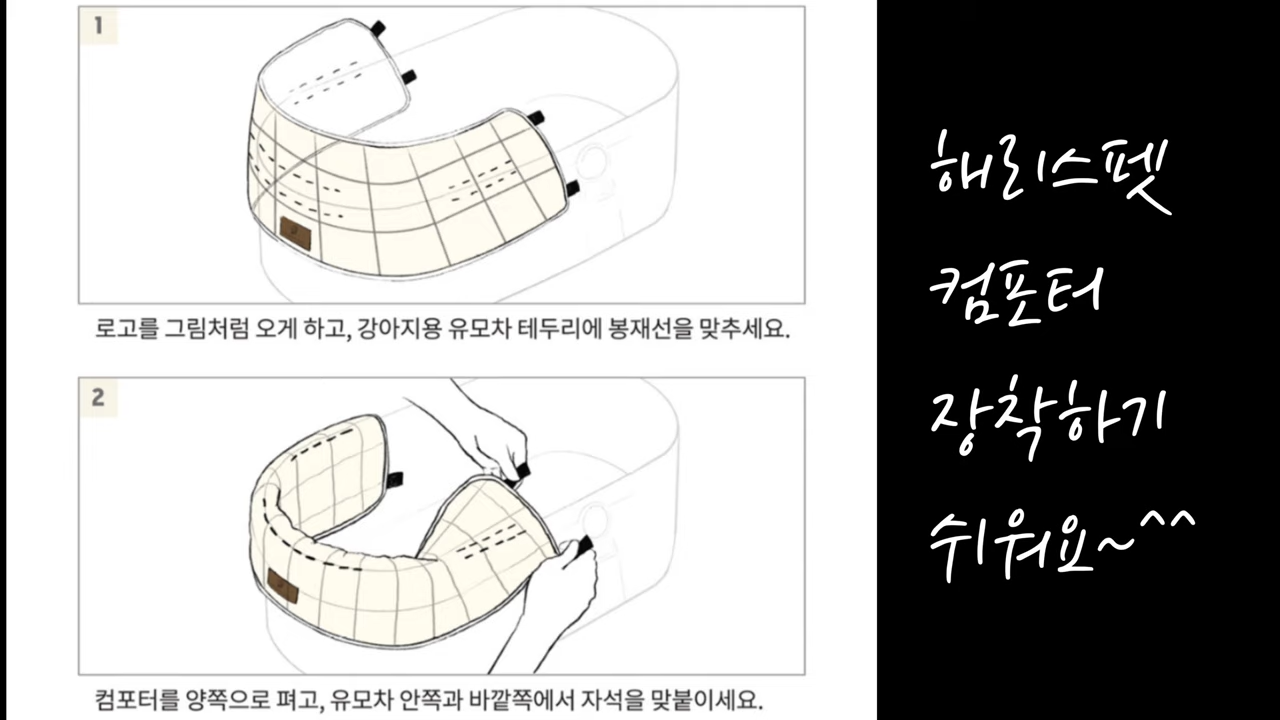 1
로고를 그림처럼 오게 하고, 강아지용 유모차 테두리에 봉재선을 맞추세요.
2
컴포터를 양쪽으로 펴고, 유모차 안쪽과 바깥쪽에서 자석을 맞붙이세요.
해리스펫
컴포터
장착하기
쉬워요~^^